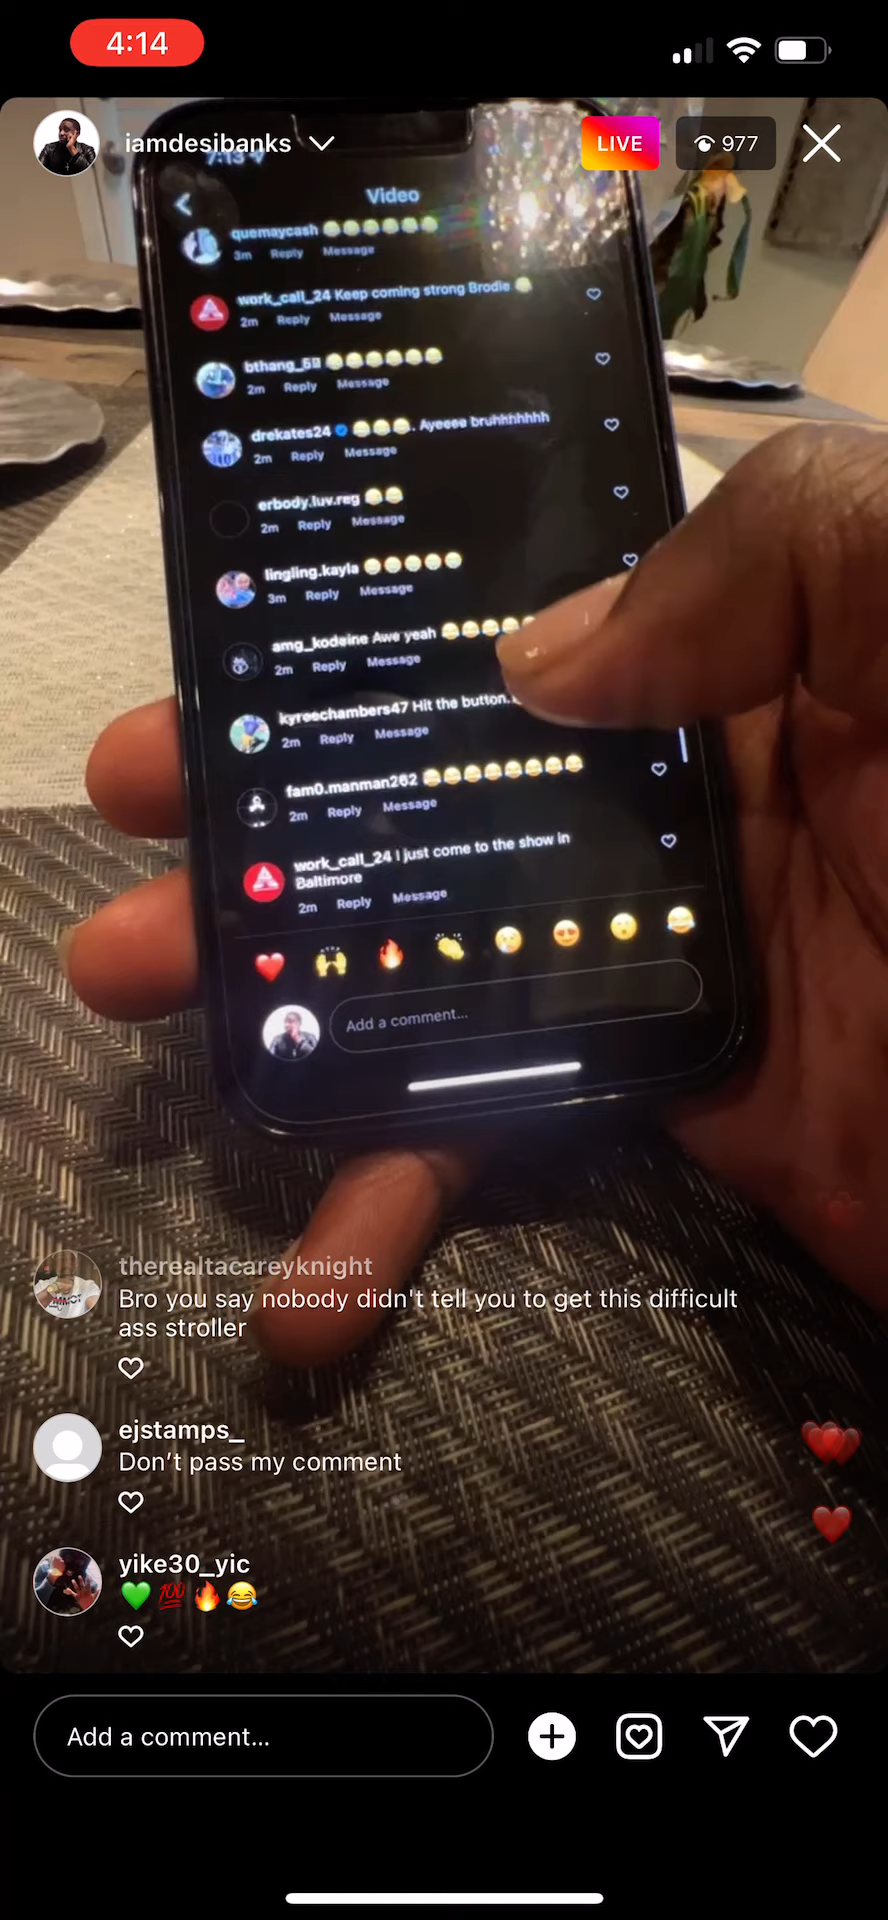 4:14
iamdesibanks
LIVE
977
Video
quemaycash 😂😂😂😂😂😂
3m Reply Message
work_call_24 Keep coming strong Brodie 😂
2m Reply Message
2m Reply Message
drekates24 😂😂😂. Ayeeee bruhhhhhhh
2m Reply Message
erbody.luv.reg 😂😂
2m Reply Message
lingling.kayla 😂😂😂😂😂
3m Reply Message
amg_kodeine Awe yeah 😂😂😂😂😂
2m Reply Message
kyreechambers47 Hit the button..
2m Reply Message
fam0.manman262 😂😂😂😂😂😂😂😂
2m Reply Message
work_call_24 I just come to the show in
Baltimore
2m Reply Message
❤️ 🙌 🔥 👏 😢 😍 😮 😂
Add a comment...
therealtacareyknight
Bro you say nobody didn't tell you to get this difficult
ass stroller
ejstamps_
Don't pass my comment
yike30_yic
💚💯🔥😂
Add a comment...